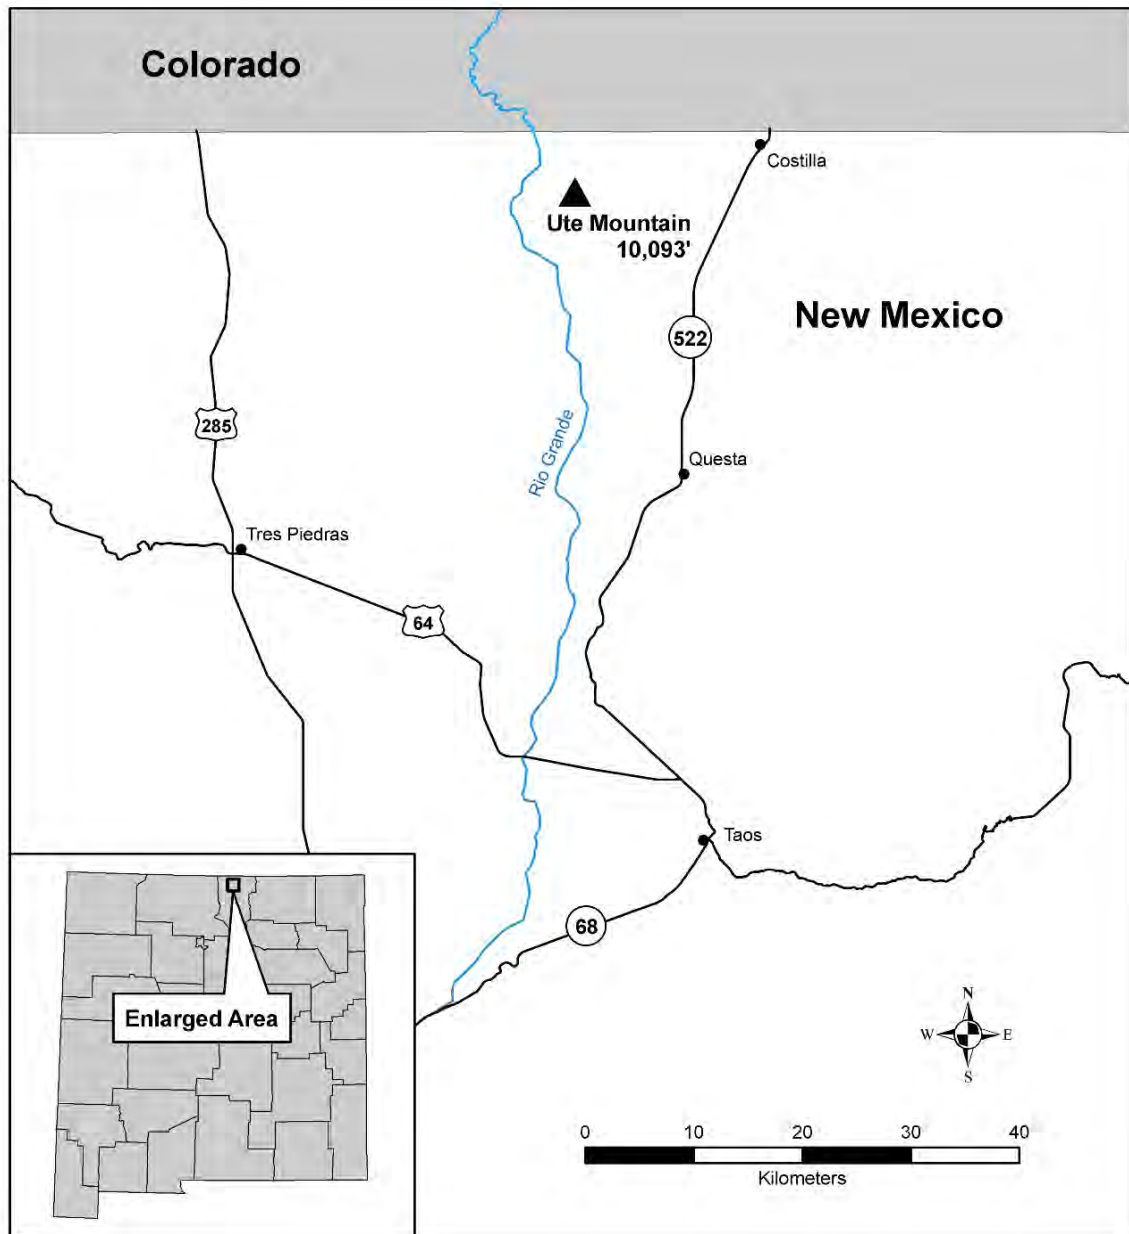 Colorado
Costilla
Ute Mountain
10,093'
New Mexico
522
285
Rio Grande
Questa
Tres Piedras
64
Taos
68
Enlarged Area
N
W
E
S
0 10 20 30 40
Kilometers